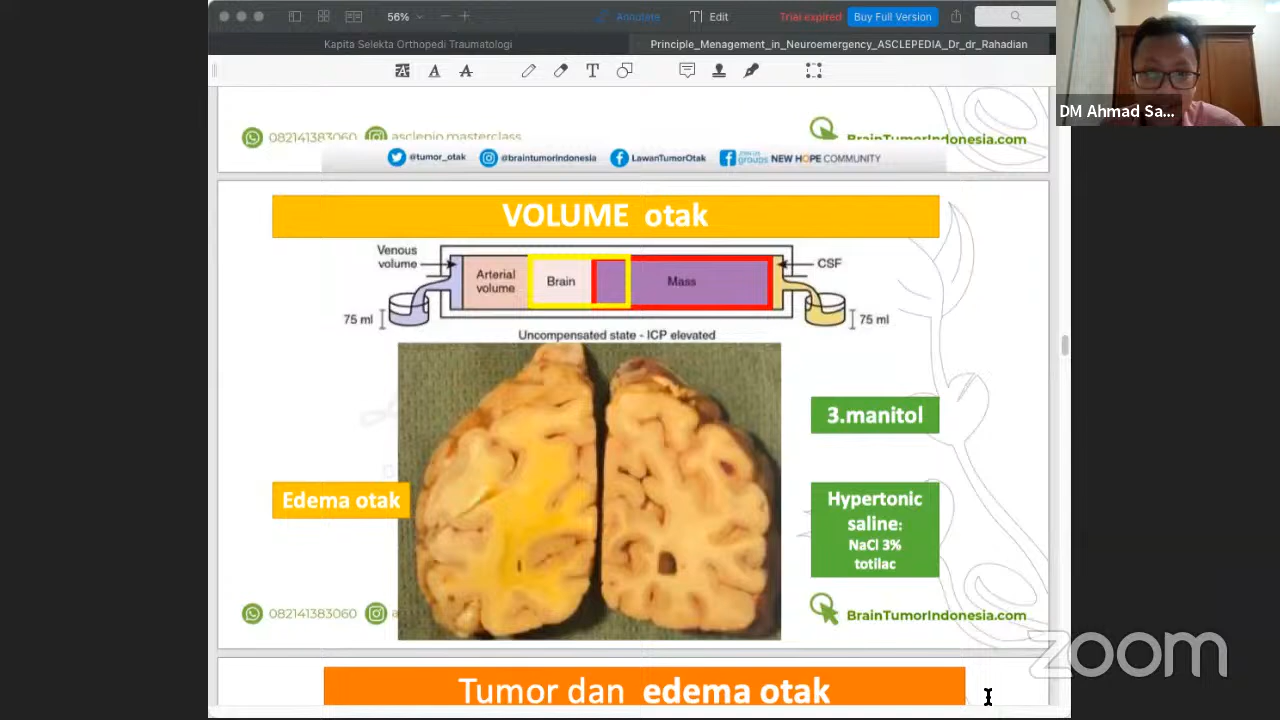 56%
Annotate
Edit
Trial expired
Buy Full Version
Kapita Selekta Orthopedi Traumatologi
Principle_Menagement_in_Neuroemergency_ASCLEPEDIA_Dr_dr_Rahadian
DM Ahmad Sa...
082141383060 asclepio masterclass
BrainTumorIndonesia.com
@tumor_otak
@braintumorindonesia
LawanTumorOtak
JOIN US groups NEW HOPE COMMUNITY
VOLUME otak
Venous volume
Arterial volume
Brain
Mass
CSF
75 ml
75 ml
Uncompensated state - ICP elevated
3.manitol
Edema otak
Hypertonic
saline:
NaCl 3%
totilac
082141383060
BrainTumorIndonesia.com
zoom
Tumor dan edema otak